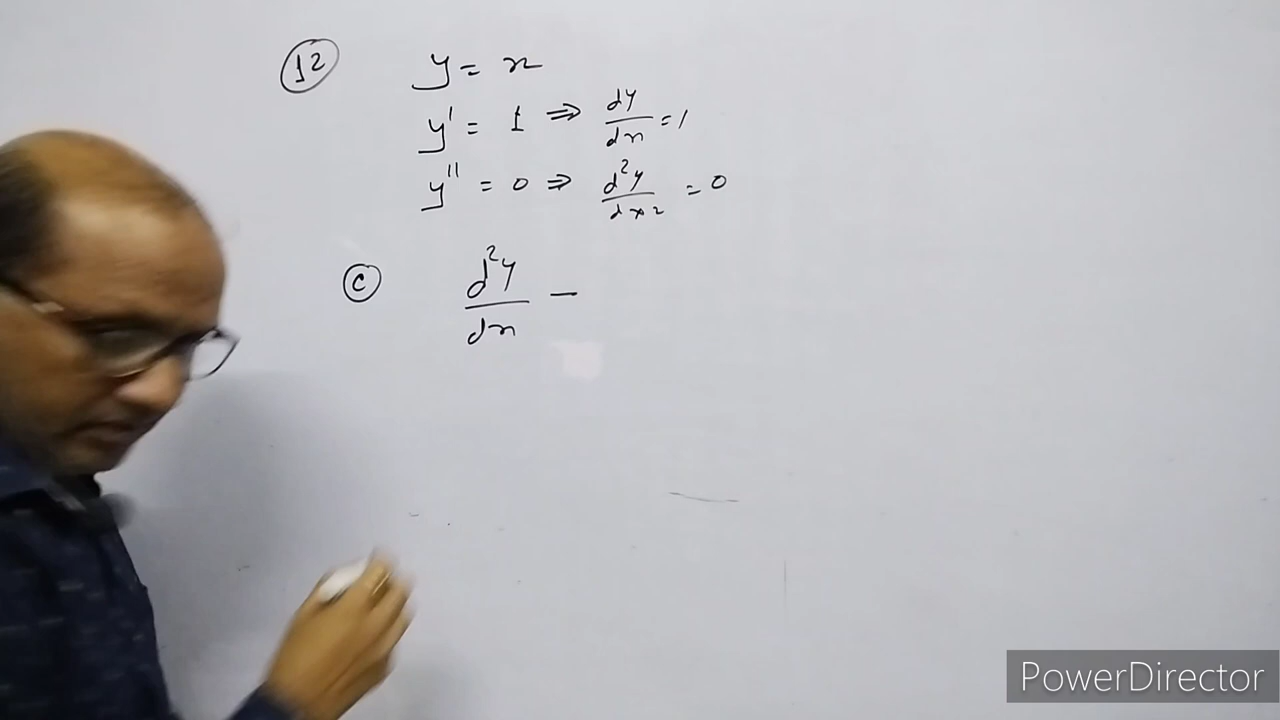 12 y = x
y' = 1 ⇒ dy/dx = 1
y'' = 0 ⇒ d²y/dx² = 0
C d²y/dx –
PowerDirector